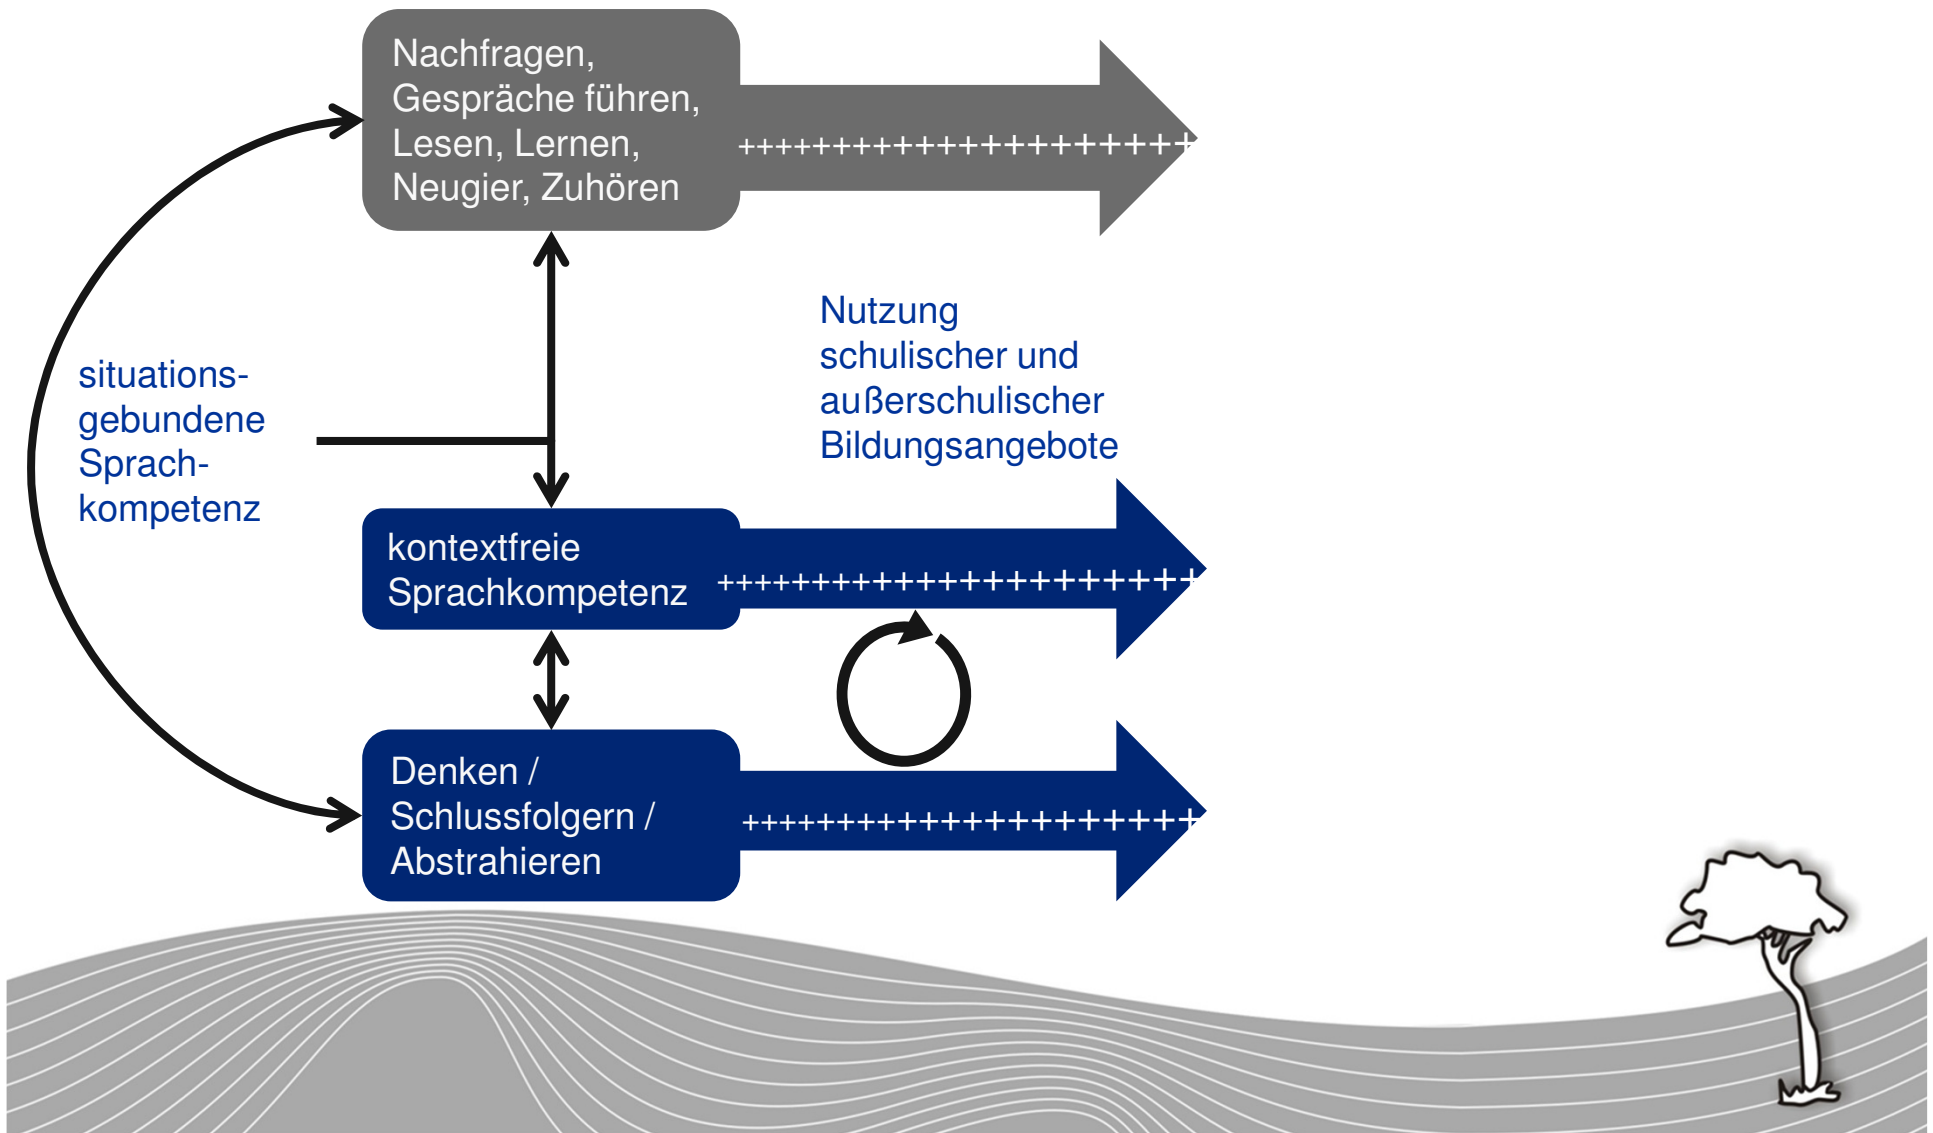 Nachfragen,
Gespräche führen,
Lesen, Lernen,
Neugier, Zuhören
++++++++++++++++++++++
situations-
gebundene
Sprach-
kompetenz
Nutzung
schulischer und
außerschulischer
Bildungsangebote
kontextfreie
Sprachkompetenz
+++++++++++++++++++++++
Denken /
Schlussfolgern /
Abstrahieren
++++++++++++++++++++++